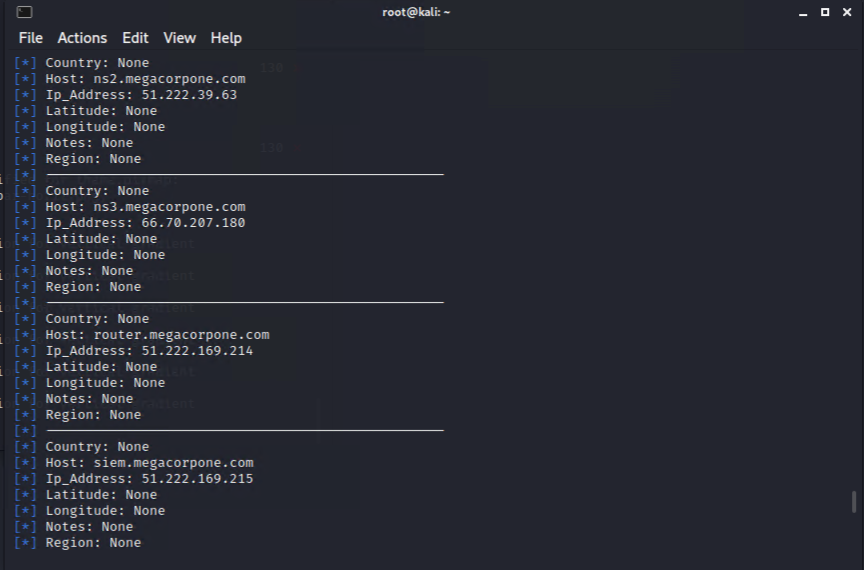 root@kali: ~
File Actions Edit View Help
[*] Country: None
[*] Host: ns2.megacorpone.com
[*] Ip_Address: 51.222.39.63
[*] Latitude: None
[*] Longitude: None
[*] Notes: None
[*] Region: None
[*]
[*] Country: None
[*] Host: ns3.megacorpone.com
[*] Ip_Address: 66.70.207.180
[*] Latitude: None
[*] Longitude: None
[*] Notes: None
[*] Region: None
[*]
[*] Country: None
[*] Host: router.megacorpone.com
[*] Ip_Address: 51.222.169.214
[*] Latitude: None
[*] Longitude: None
[*] Notes: None
[*] Region: None
[*]
[*] Country: None
[*] Host: siem.megacorpone.com
[*] Ip_Address: 51.222.169.215
[*] Latitude: None
[*] Longitude: None
[*] Notes: None
[*] Region: None